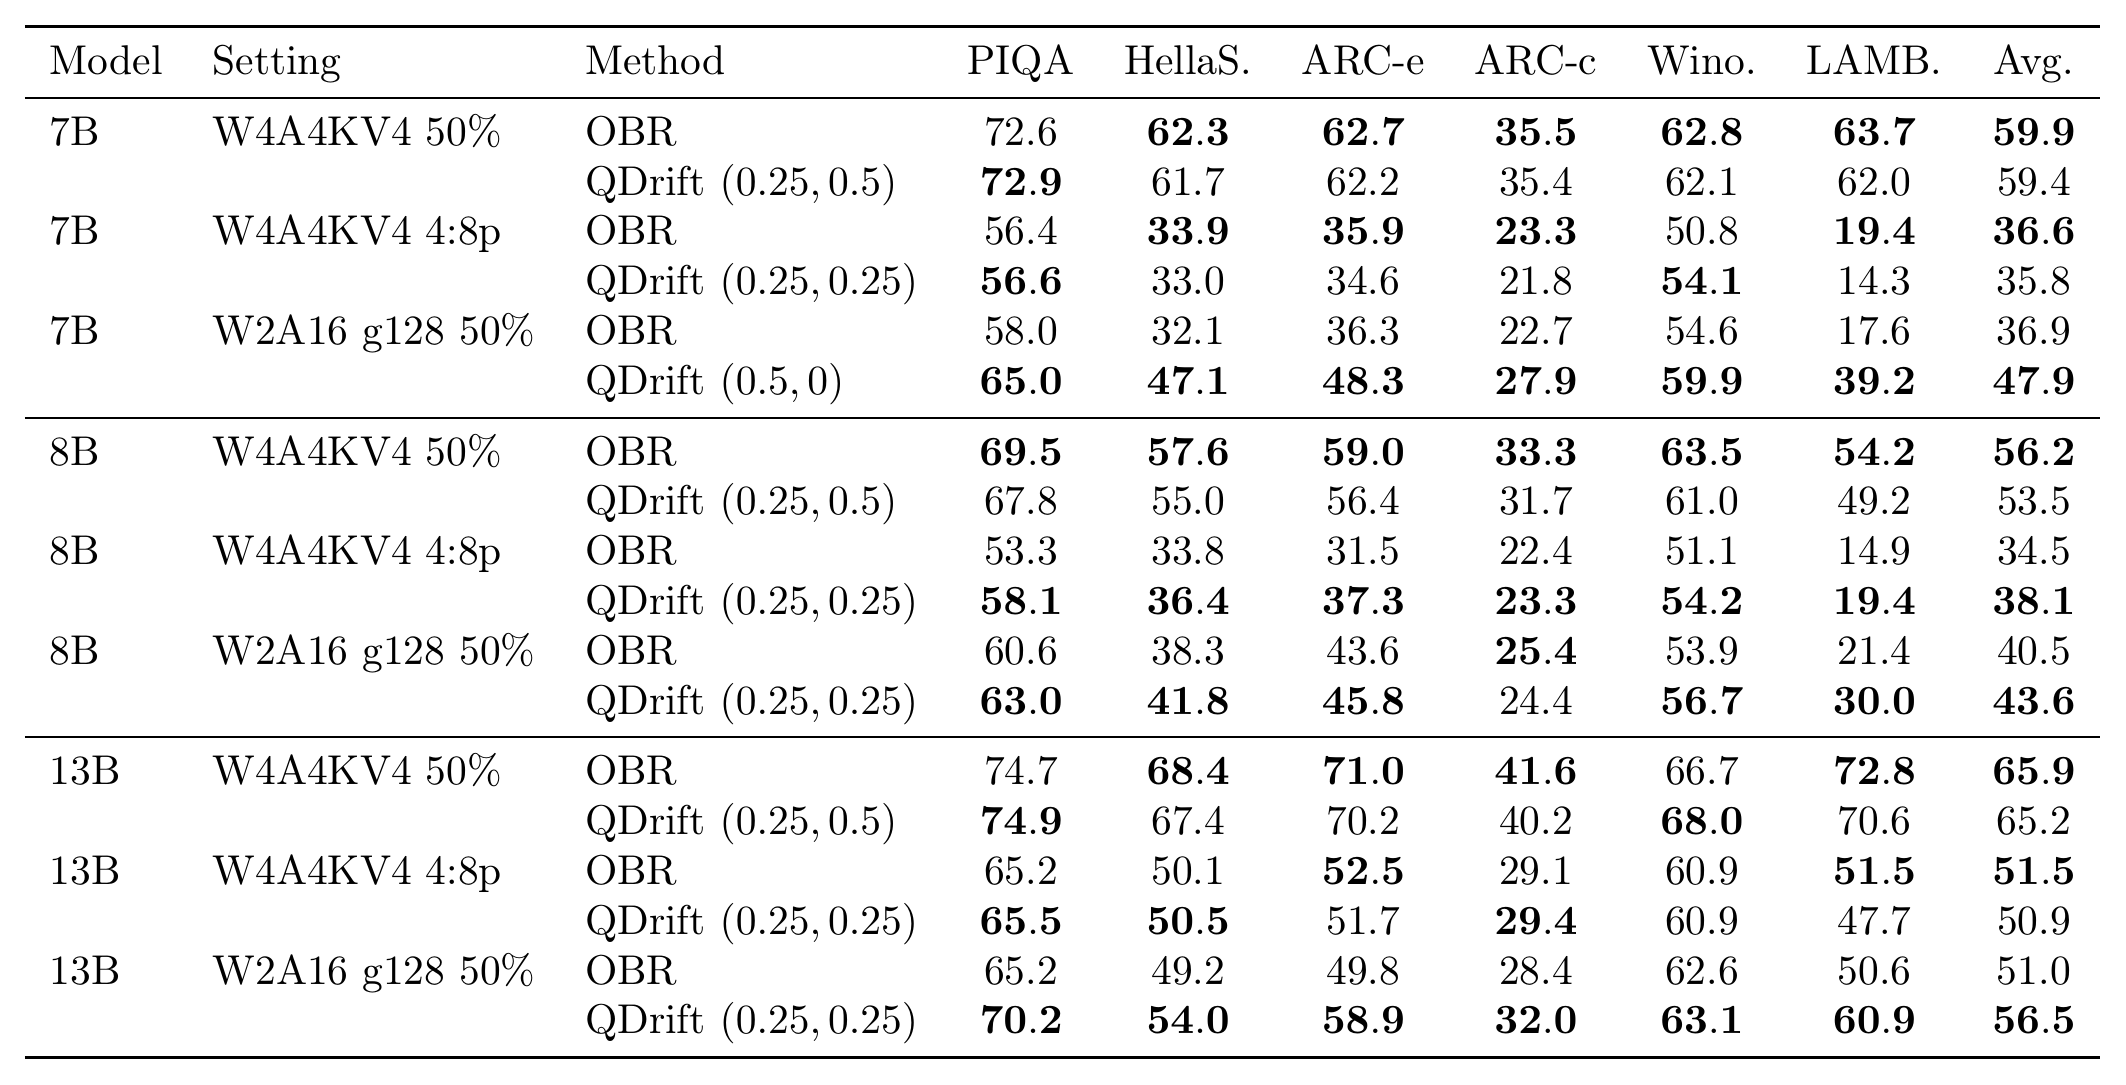 Model Setting Method PIQA HellaS. ARC-e ARC-c Wino. LAMB. Avg.
7B W4A4KV4 50% OBR 72.6 62.3 62.7 35.5 62.8 63.7 59.9
QDrift (0.25, 0.5) 72.9 61.7 62.2 35.4 62.1 62.0 59.4
7B W4A4KV4 4:8p OBR 56.4 33.9 35.9 23.3 50.8 19.4 36.6
QDrift (0.25, 0.25) 56.6 33.0 34.6 21.8 54.1 14.3 35.8
7B W2A16 g128 50% OBR 58.0 32.1 36.3 22.7 54.6 17.6 36.9
QDrift (0.5, 0) 65.0 47.1 48.3 27.9 59.9 39.2 47.9
8B W4A4KV4 50% OBR 69.5 57.6 59.0 33.3 63.5 54.2 56.2
QDrift (0.25, 0.5) 67.8 55.0 56.4 31.7 61.0 49.2 53.5
8B W4A4KV4 4:8p OBR 53.3 33.8 31.5 22.4 51.1 14.9 34.5
QDrift (0.25, 0.25) 58.1 36.4 37.3 23.3 54.2 19.4 38.1
8B W2A16 g128 50% OBR 60.6 38.3 43.6 25.4 53.9 21.4 40.5
QDrift (0.25, 0.25) 63.0 41.8 45.8 24.4 56.7 30.0 43.6
13B W4A4KV4 50% OBR 74.7 68.4 71.0 41.6 66.7 72.8 65.9
QDrift (0.25, 0.5) 74.9 67.4 70.2 40.2 68.0 70.6 65.2
13B W4A4KV4 4:8p OBR 65.2 50.1 52.5 29.1 60.9 51.5 51.5
QDrift (0.25, 0.25) 65.5 50.5 51.7 29.4 60.9 47.7 50.9
13B W2A16 g128 50% OBR 65.2 49.2 49.8 28.4 62.6 50.6 51.0
QDrift (0.25, 0.25) 70.2 54.0 58.9 32.0 63.1 60.9 56.5